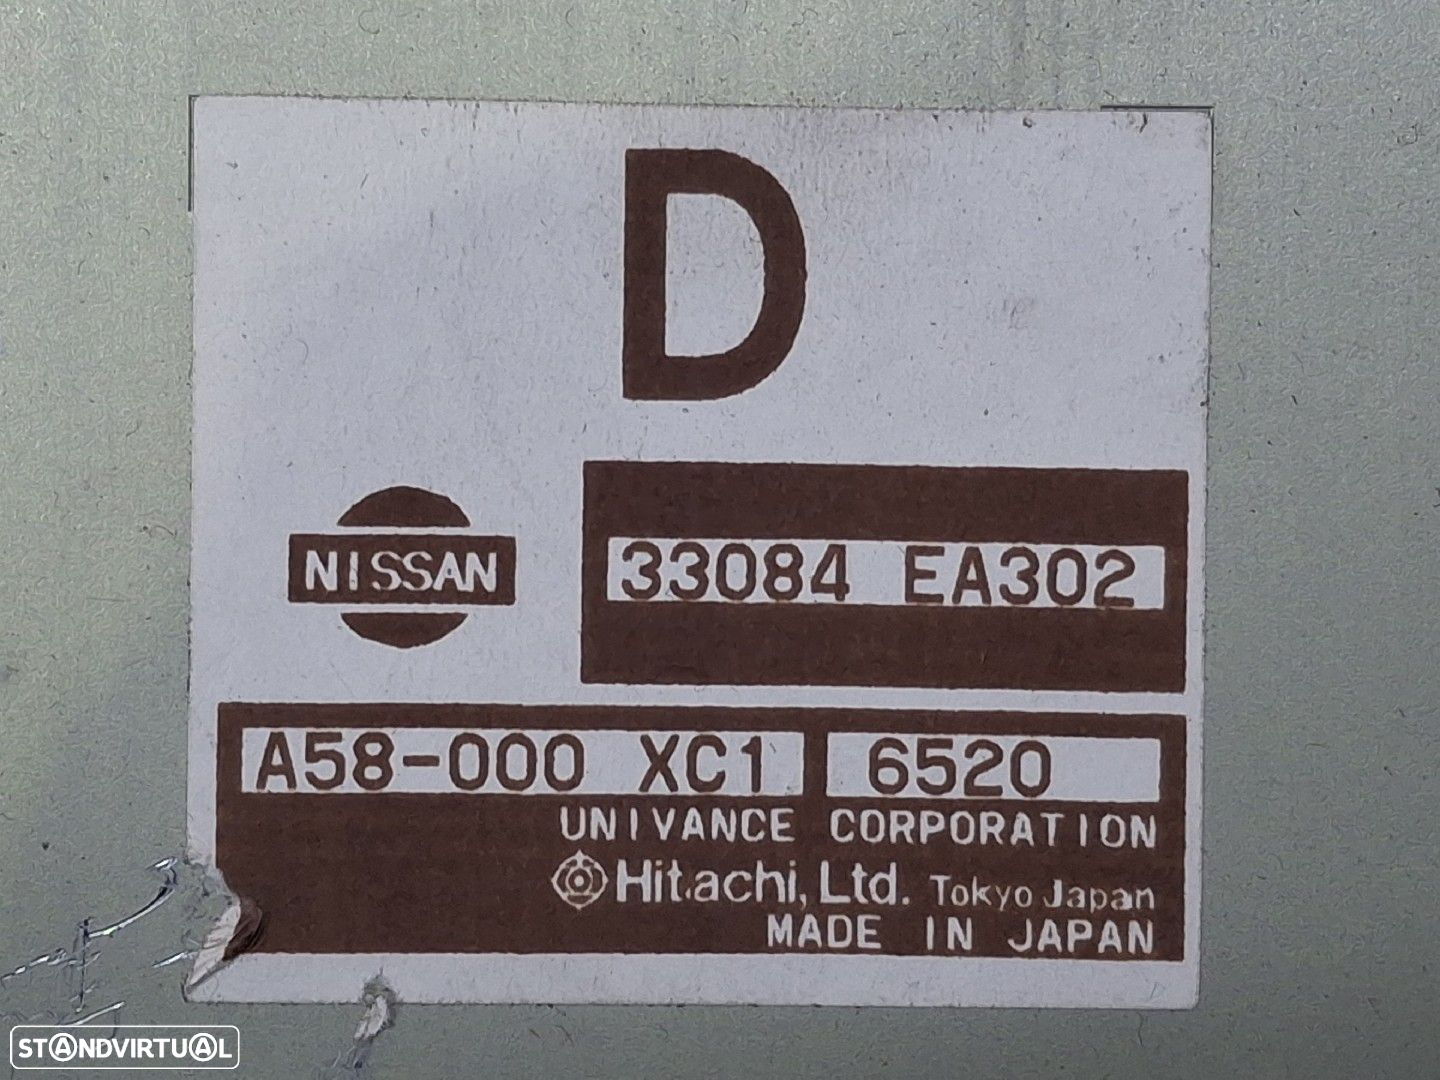 D
NISSAN
33084 EA302
A58-000 XC1
6520
UNIVANCE CORPORATION
Hitachi, Ltd. Tokyo Japan
MADE IN JAPAN
STANDVIRTUAL